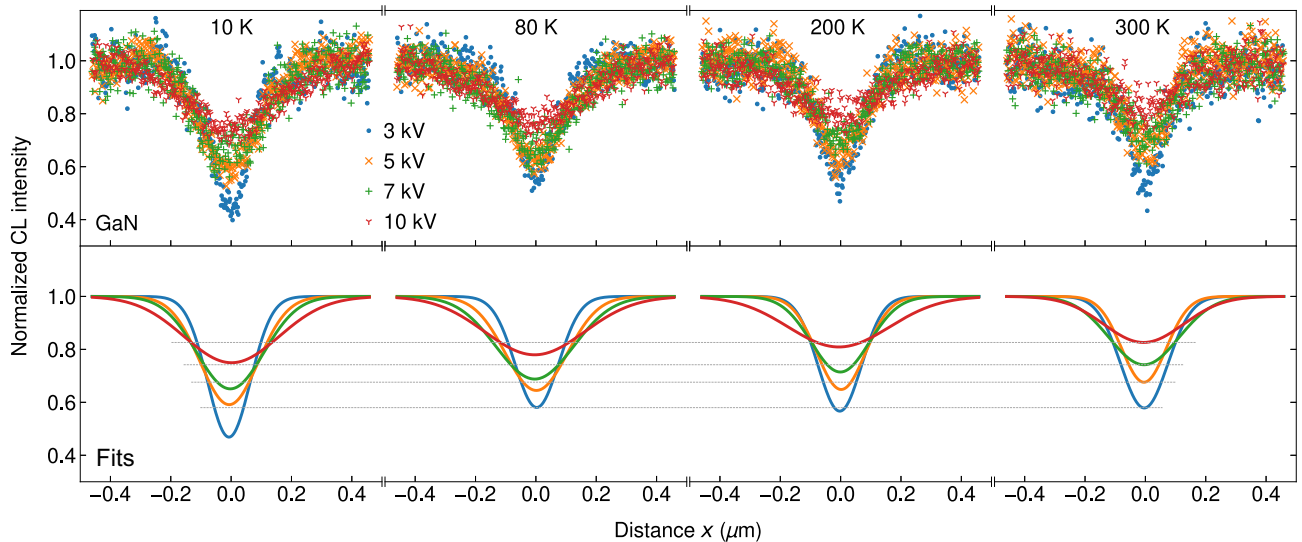 Normalized CL intensity
10 K
80 K
200 K
300 K
1.0
0.8
0.6
0.4
3 kV
5 kV
7 kV
10 kV
GaN
1.0
0.8
0.6
0.4
Fits
−0.4 −0.2 0.0 0.2 0.4 −0.4 −0.2 0.0 0.2 0.4 −0.4 −0.2 0.0 0.2 0.4 −0.4 −0.2 0.0 0.2 0.4
Distance x (μm)